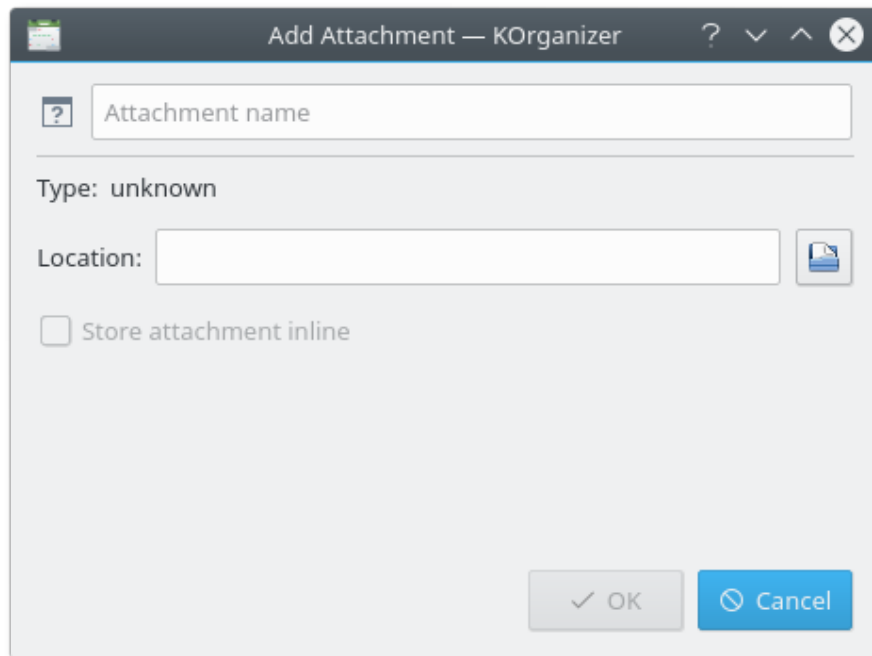 Add Attachment — KOrganizer
Attachment name
Type: unknown
Location:
Store attachment inline
OK Cancel